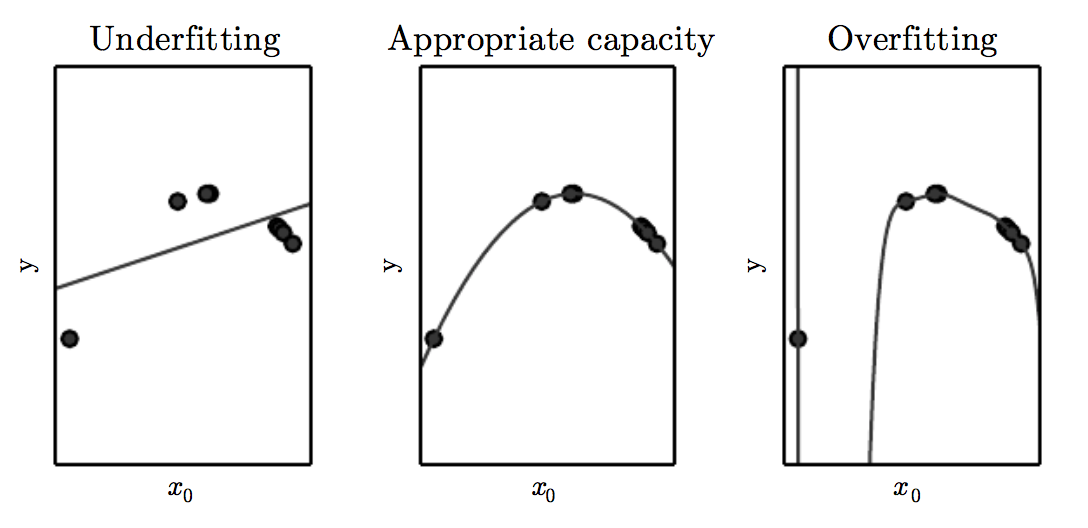 Underfitting
Appropriate capacity
Overfitting
y
y
y
x₀
x₀
x₀